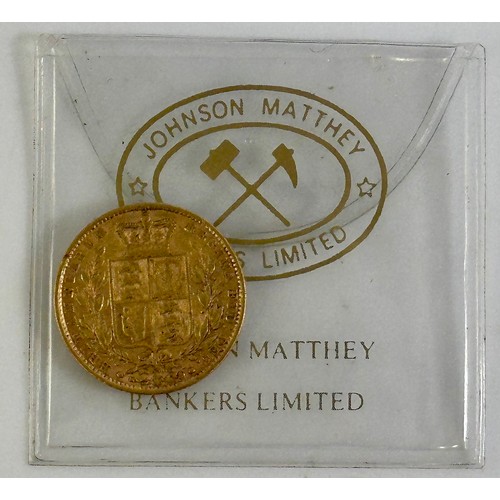 JOHNSON MATTHEY
S LIMITED
N MATTHEY
BANKERS LIMITED